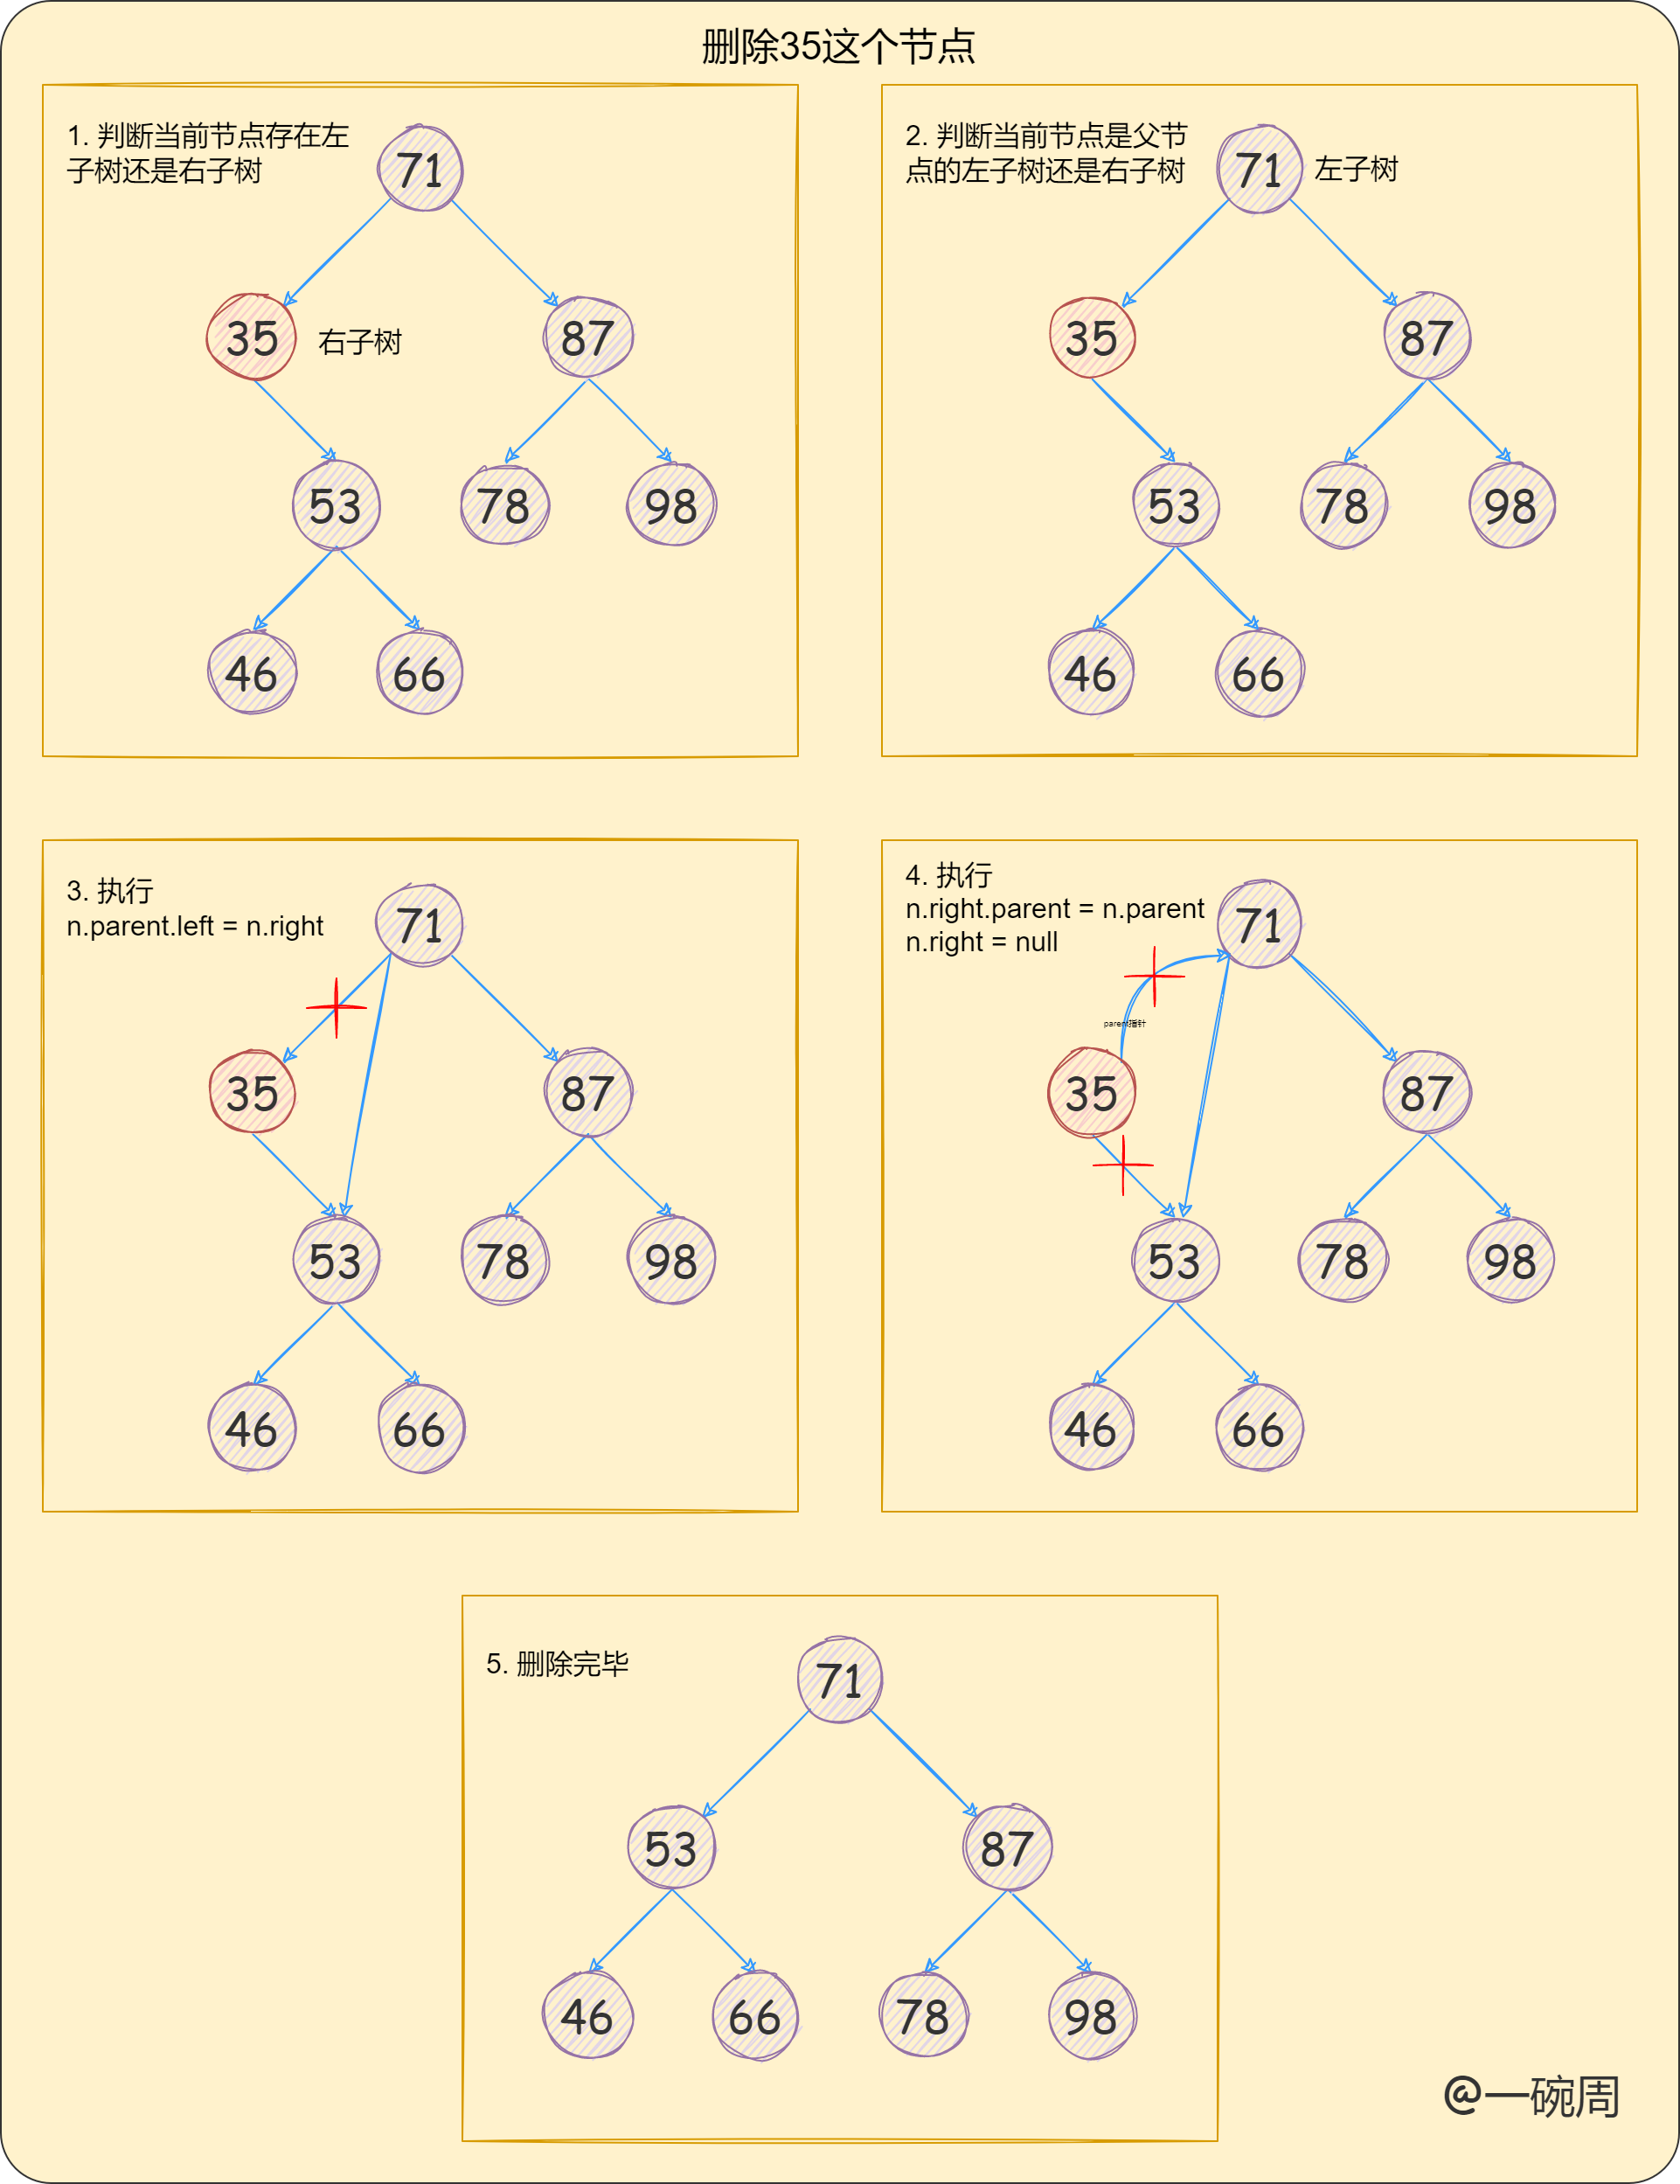 删除35这个节点
1. 判断当前节点存在左
子树还是右子树
71
35
右子树
87
53
78
98
46
66
2. 判断当前节点是父节
点的左子树还是右子树
71
左子树
35
87
53
78
98
46
66
3. 执行
n.parent.left = n.right
71
35
87
53
78
98
46
66
4. 执行
n.right.parent = n.parent
n.right = null
71
parent指针
35
87
53
78
98
46
66
5. 删除完毕
71
53
87
46
66
78
98
@一碗周